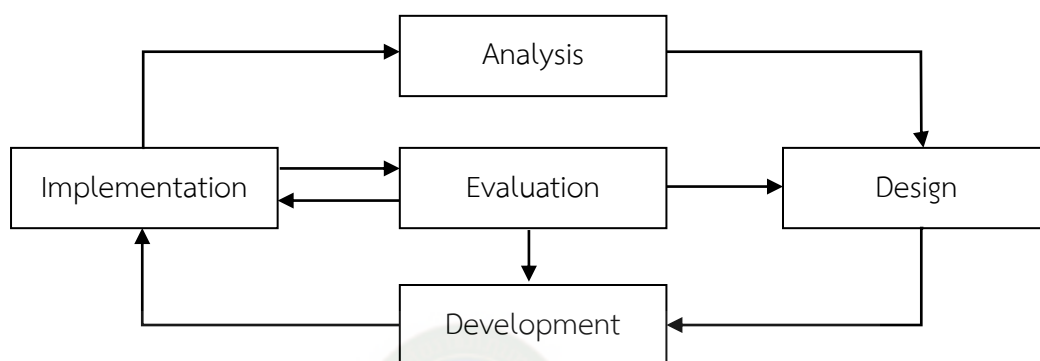 Analysis
Implementation
Evaluation
Design
Development